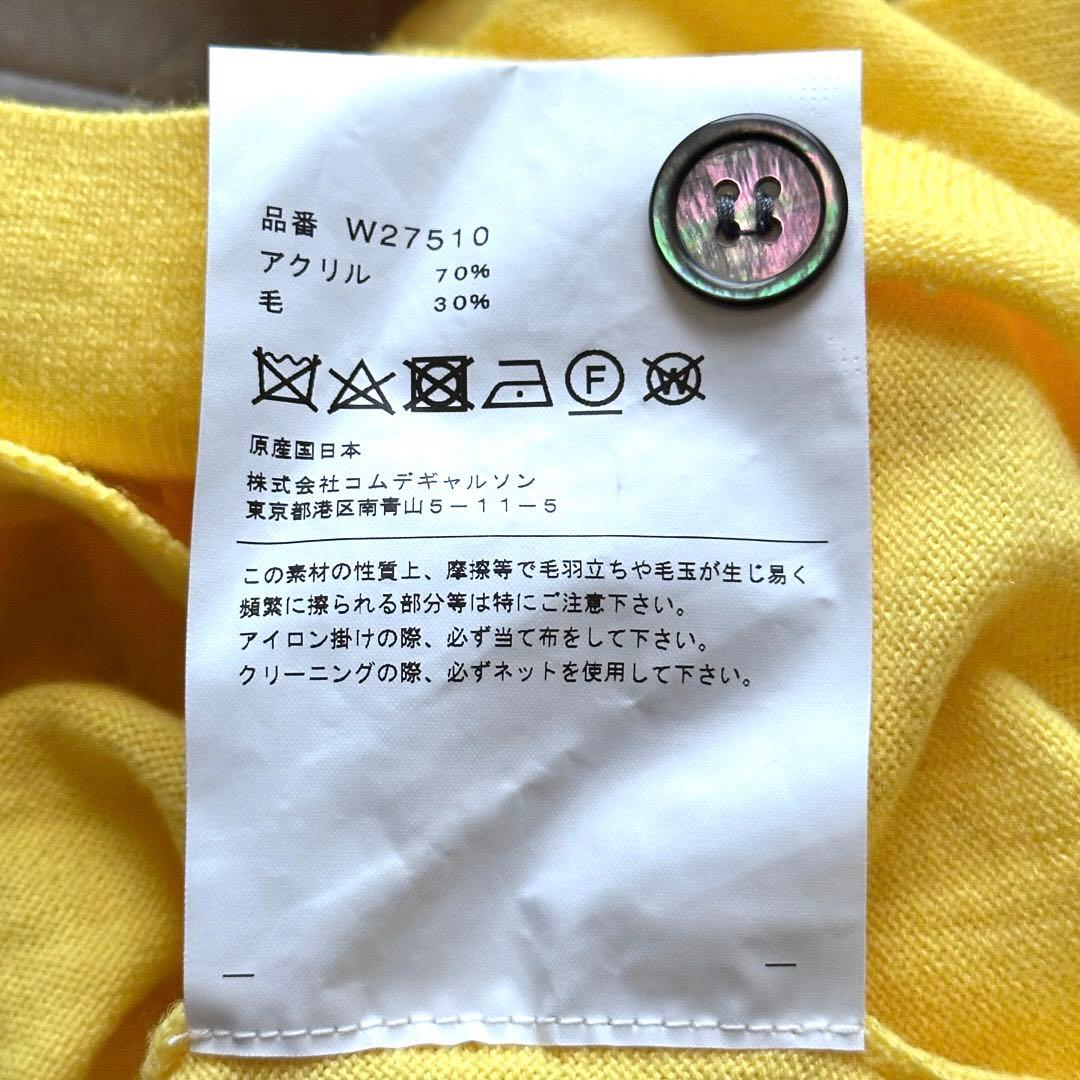 品番 W27510
アクリル 70%
毛 30%
F W
原産国日本
株式会社コムデギャルソン
東京都港区南青山5－11－5
この素材の性質上、摩擦等で毛羽立ちや毛玉が生じ易く
頻繁に擦られる部分等は特にご注意下さい。
アイロン掛けの際、必ず当て布をして下さい。
クリーニングの際、必ずネットを使用して下さい。